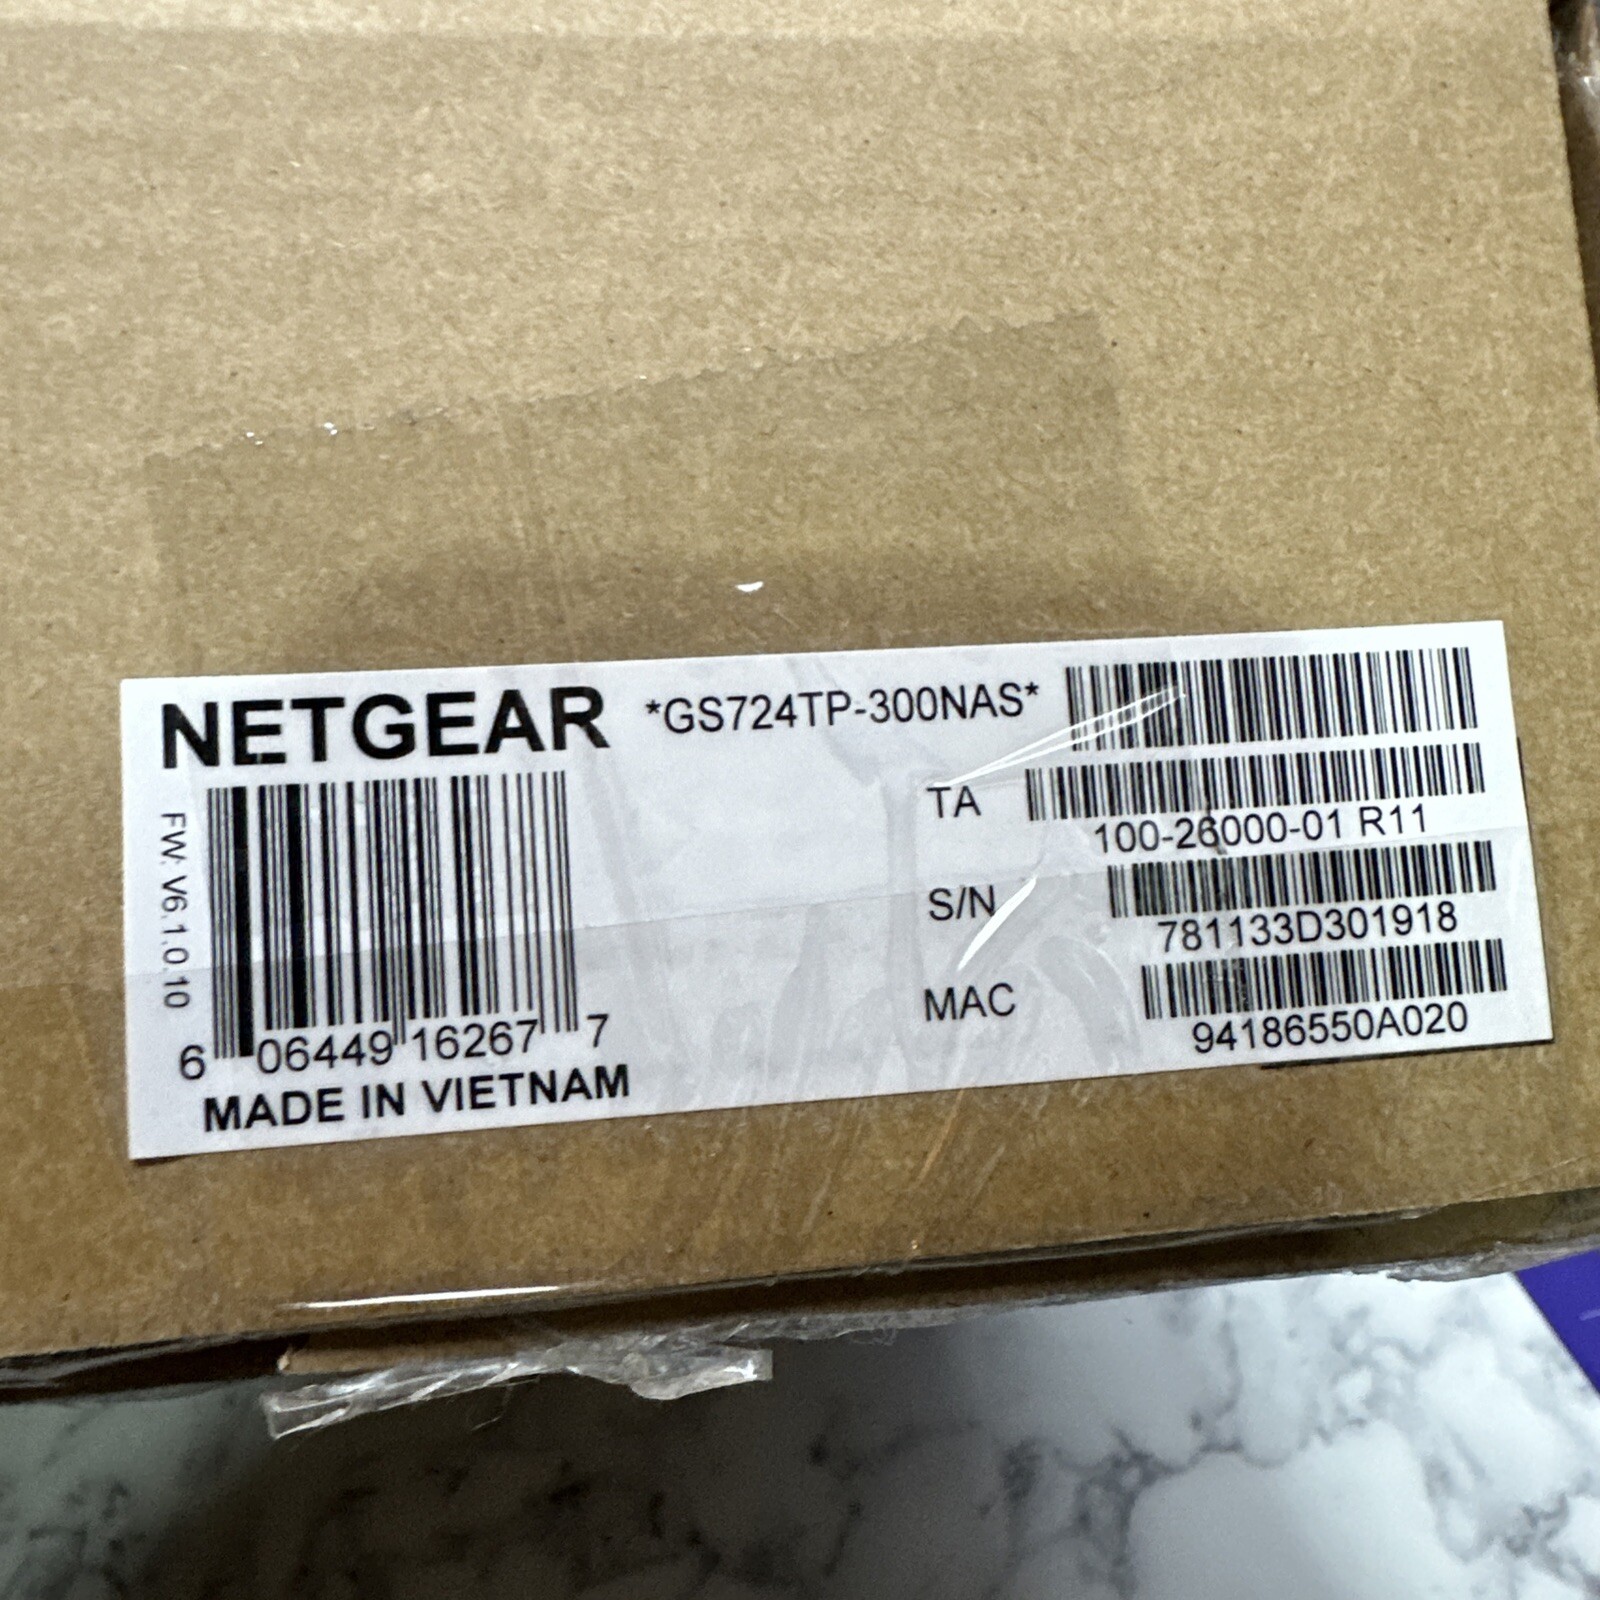 NETGEAR *GS724TP-300NAS*
FW: V6.1.0.10
6 06449 16267 7
MADE IN VIETNAM
TA
100-26000-01 R11
S/N
781133D301918
MAC
94186550A020